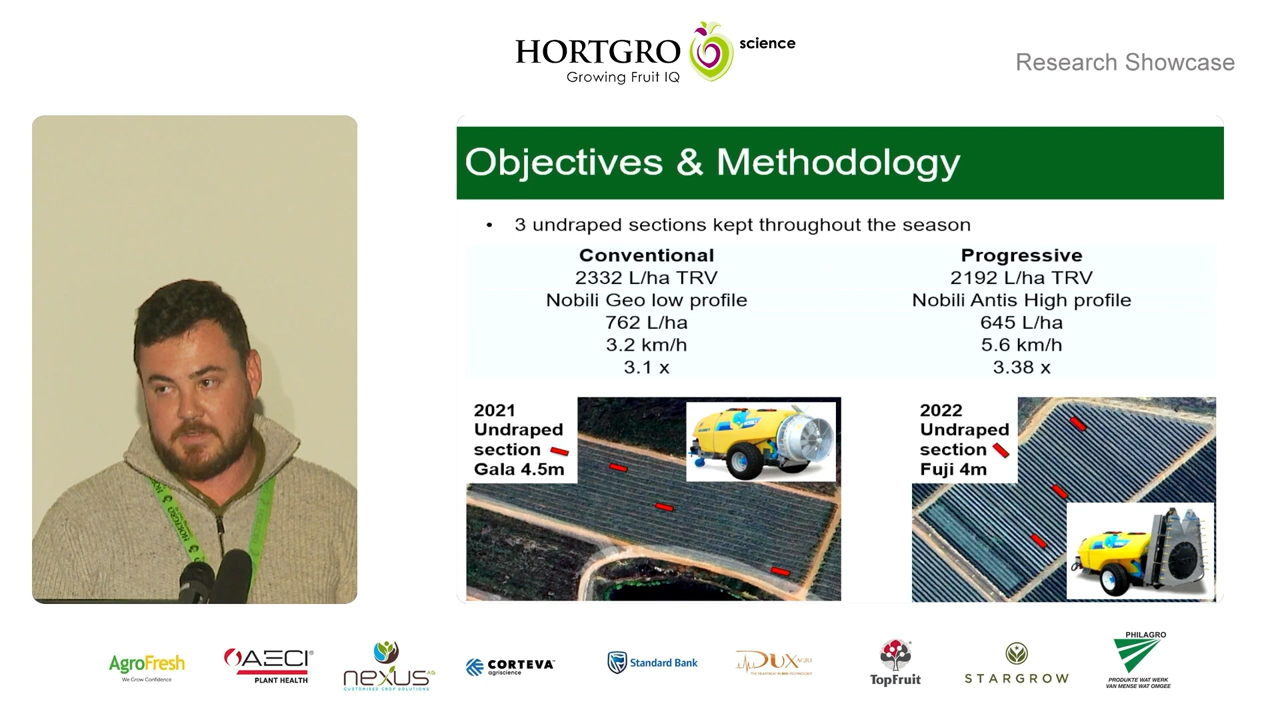 HORTGRO science
Growing Fruit IQ
Research Showcase
Objectives & Methodology
• 3 undraped sections kept throughout the season
Conventional
2332 L/ha TRV
Nobili Geo low profile
762 L/ha
3.2 km/h
3.1 x
Progressive
2192 L/ha TRV
Nobili Antis High profile
645 L/ha
5.6 km/h
3.38 x
2021
Undraped
section
Gala 4.5m
2022
Undraped
section
Fuji 4m
HORTGRO
AgroFresh
We Grow Confidence
AECI
PLANT HEALTH
nexus AG
CUSTOMISED CROP SOLUTIONS
CORTEVA
agriscience
Standard Bank
DUX AGRI
TopFruit
STARGROW
PHILAGRO
PRODUKTE WAT WERK
VAN MENSE WAT OMGEE